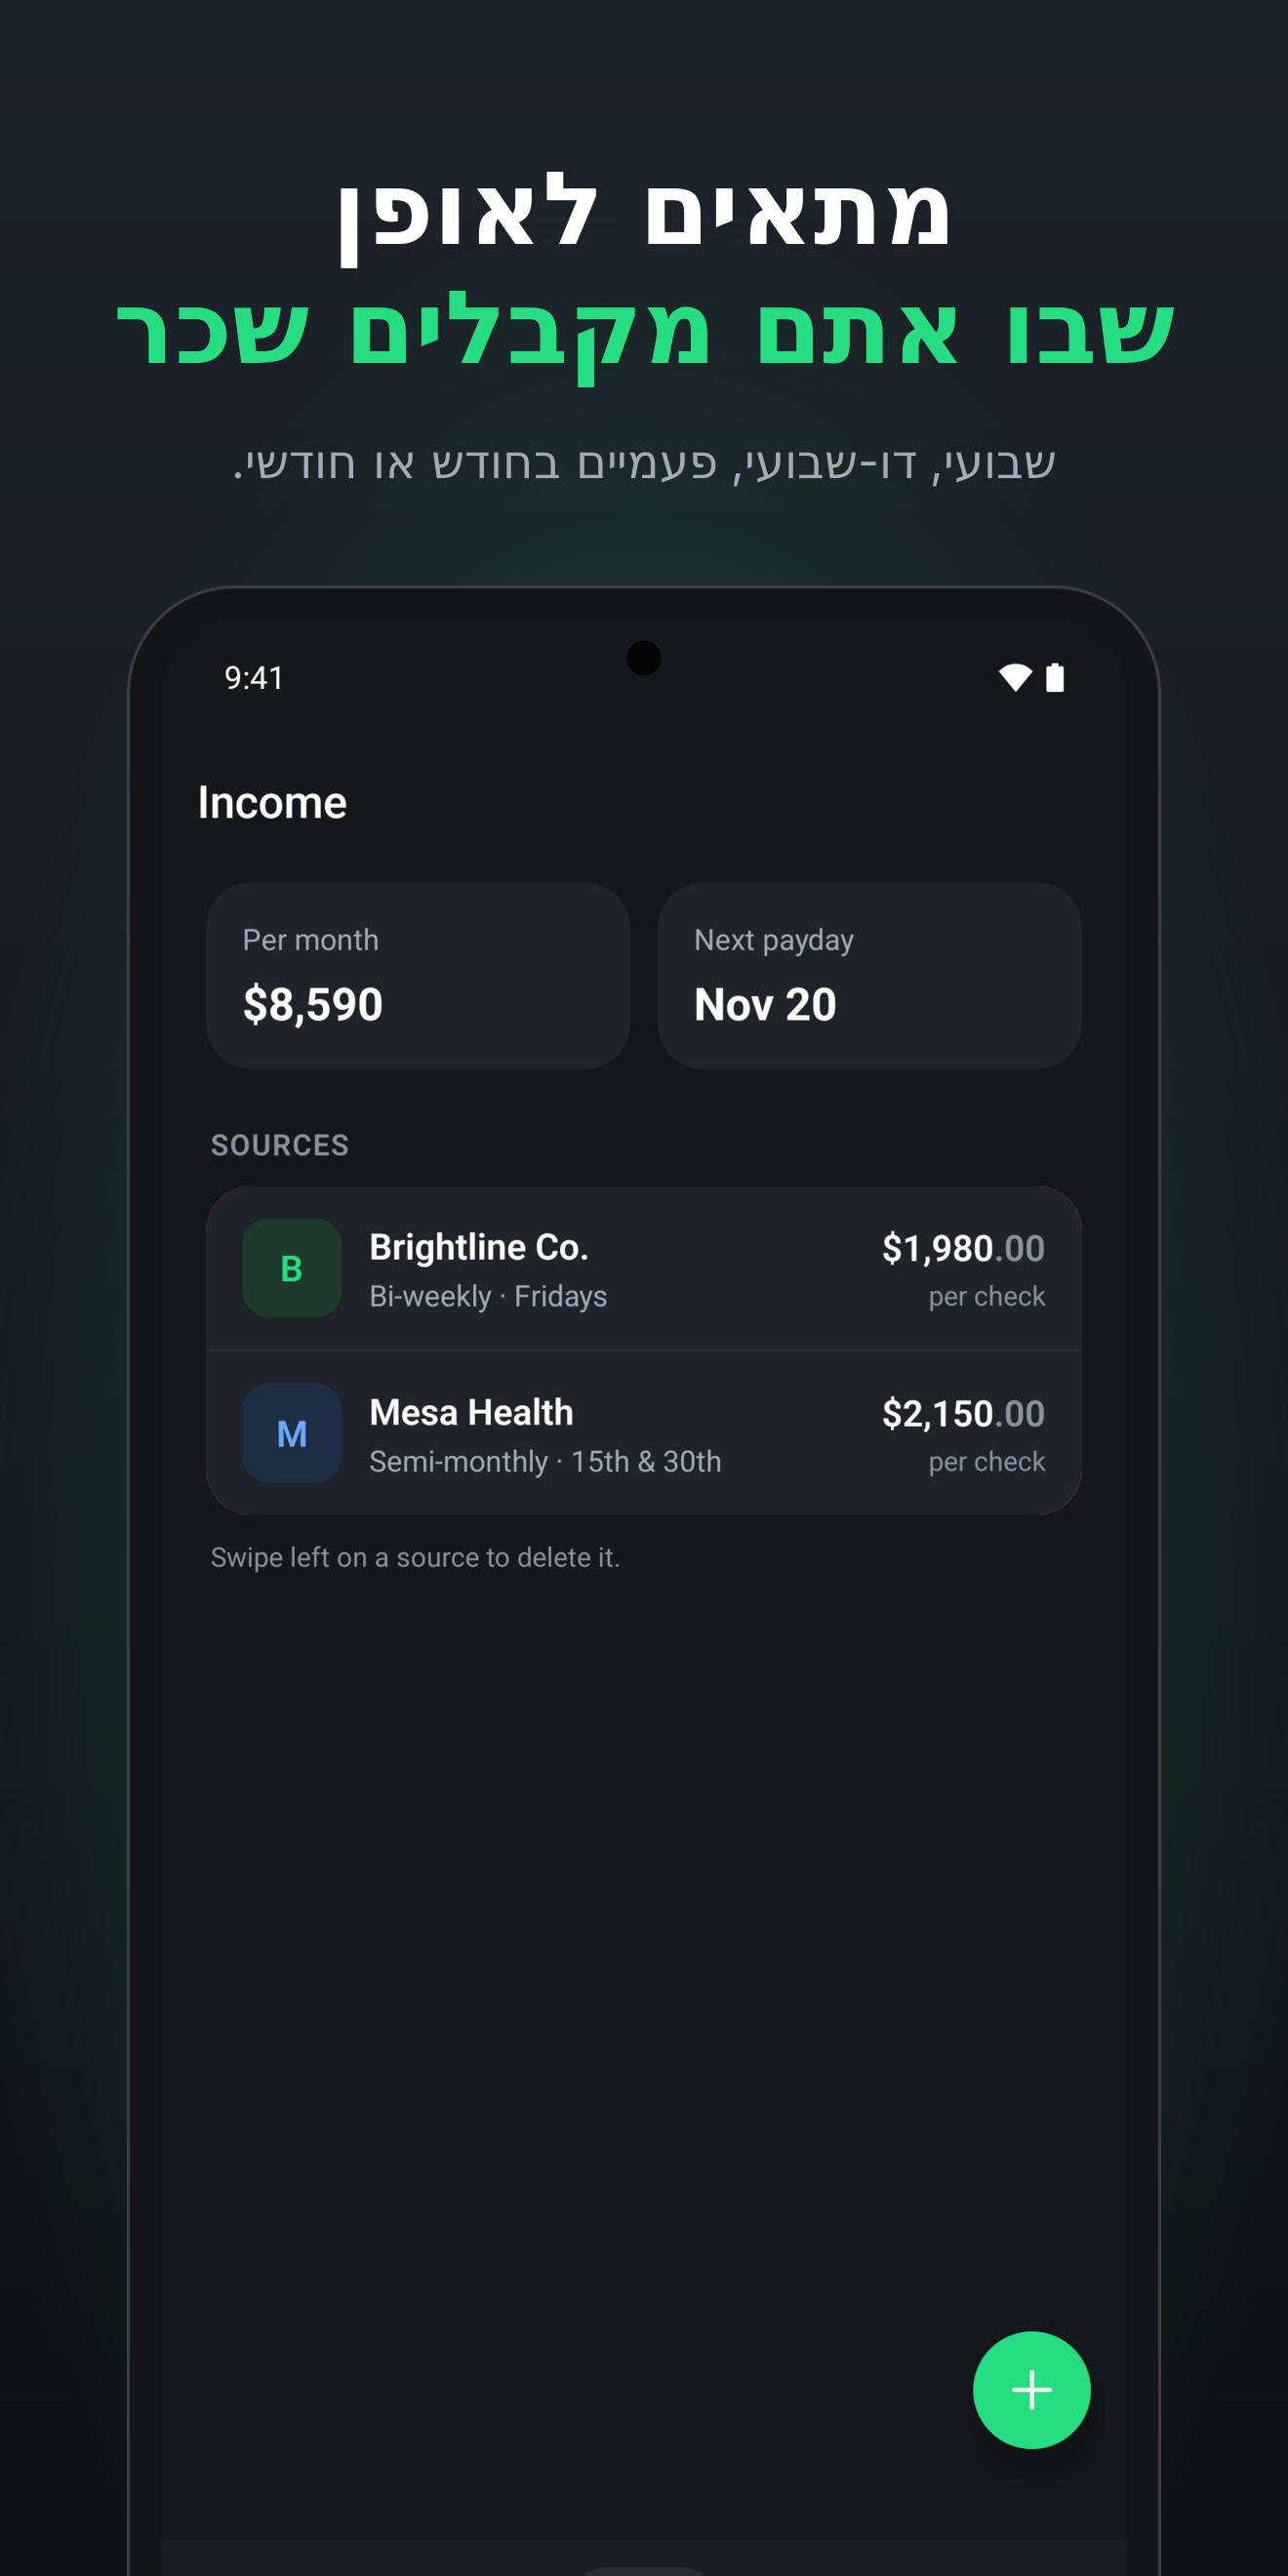 מתאים לאופן
שבו אתם מקבלים שכר
שבועי, דו-שבועי, פעמיים בחודש או חודשי.
9:41
Income
Per month
$8,590
Next payday
Nov 20
SOURCES
B
Brightline Co.
Bi-weekly · Fridays
$1,980.00
per check
M
Mesa Health
Semi-monthly · 15th & 30th
$2,150.00
per check
Swipe left on a source to delete it.